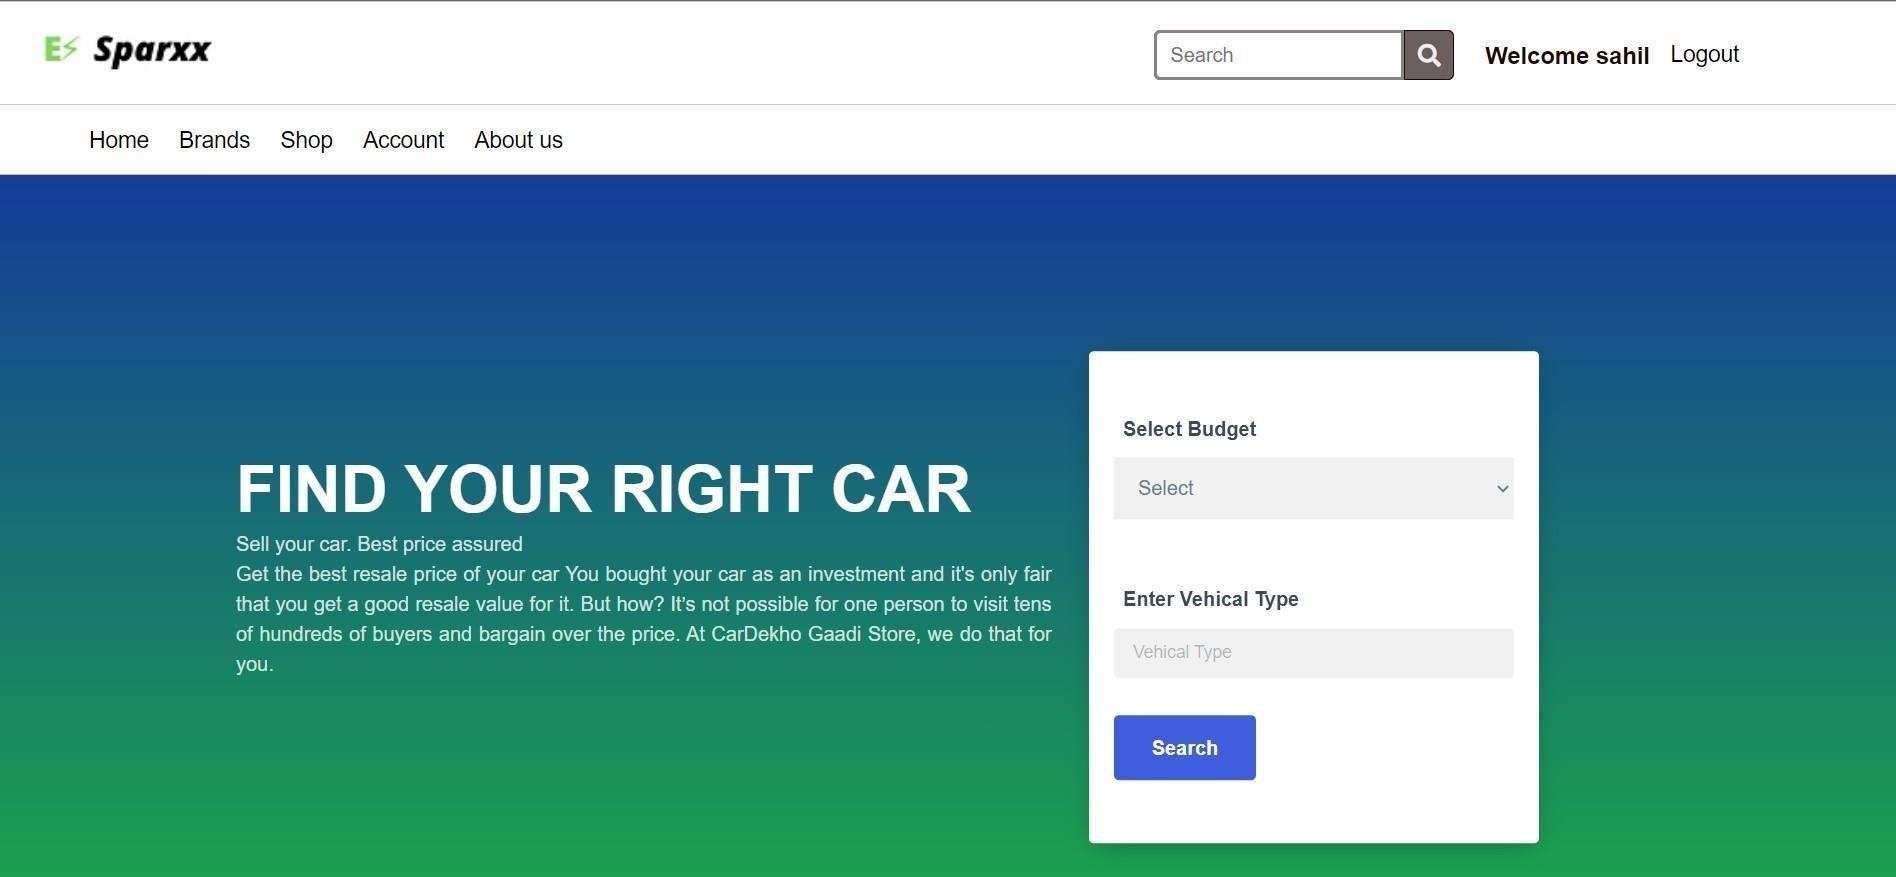 E⚡ Sparxx
Search
Welcome sahil
Logout
Home
Brands
Shop
Account
About us
FIND YOUR RIGHT CAR
Sell your car. Best price assured
Get the best resale price of your car You bought your car as an investment and it's only fair
that you get a good resale value for it. But how? It’s not possible for one person to visit tens
of hundreds of buyers and bargain over the price. At CarDekho Gaadi Store, we do that for
you.
Select Budget
Select
Enter Vehical Type
Vehical Type
Search